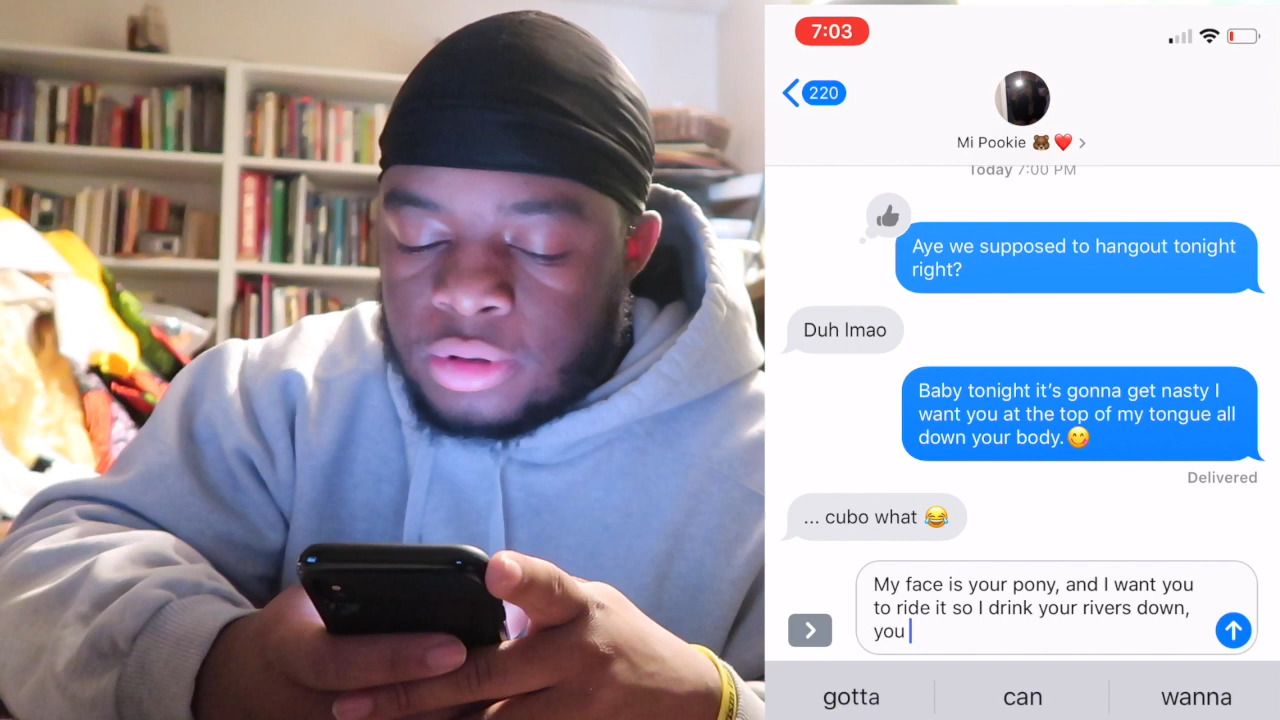 7:03
220
Mi Pookie 🧸❤️ >
Today 7:00 PM
Aye we supposed to hangout tonight
right?
Duh lmao
Baby tonight it's gonna get nasty I
want you at the top of my tongue all
down your body.😋
Delivered
... cubo what 😂
My face is your pony, and I want you
to ride it so I drink your rivers down,
you
gotta can wanna